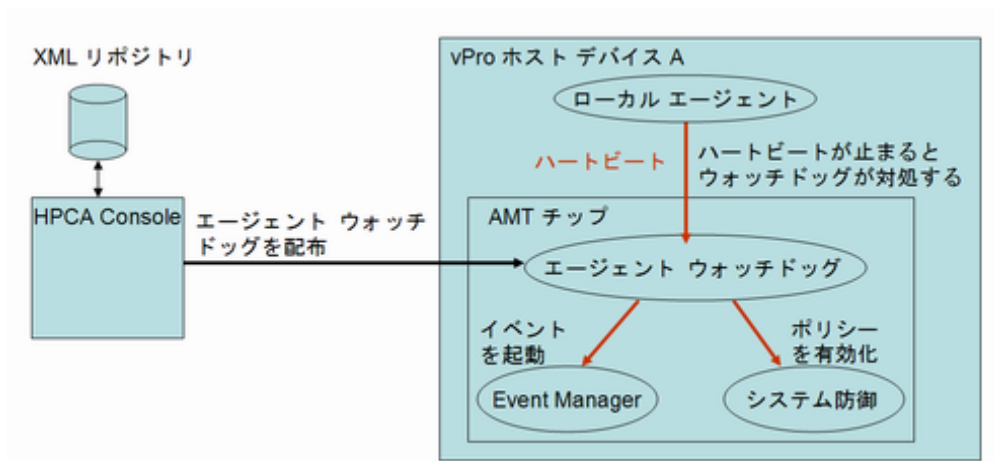 XML リポジトリ
vPro ホスト デバイス A
ローカル エージェント
ハートビート
ハートビートが止まると
ウォッチドッグが対処する
HPCA Console
エージェント ウォッチ
ドッグを配布
AMT チップ
エージェント ウォッチドッグ
イベント
を起動
ポリシー
を有効化
Event Manager
システム防御